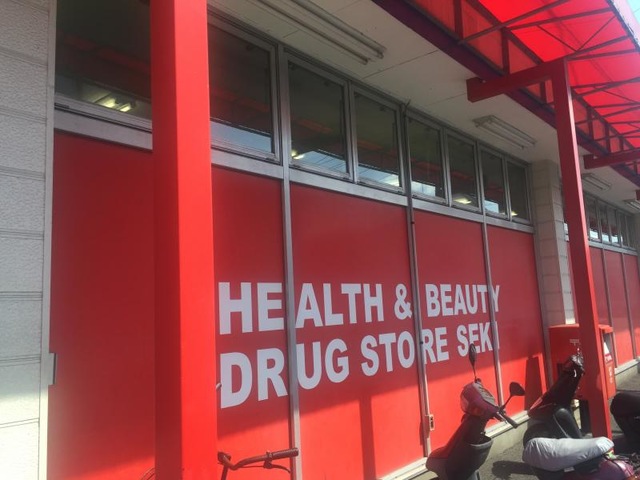 HEALTH & BEAUTY
DRUG STORE SEKI